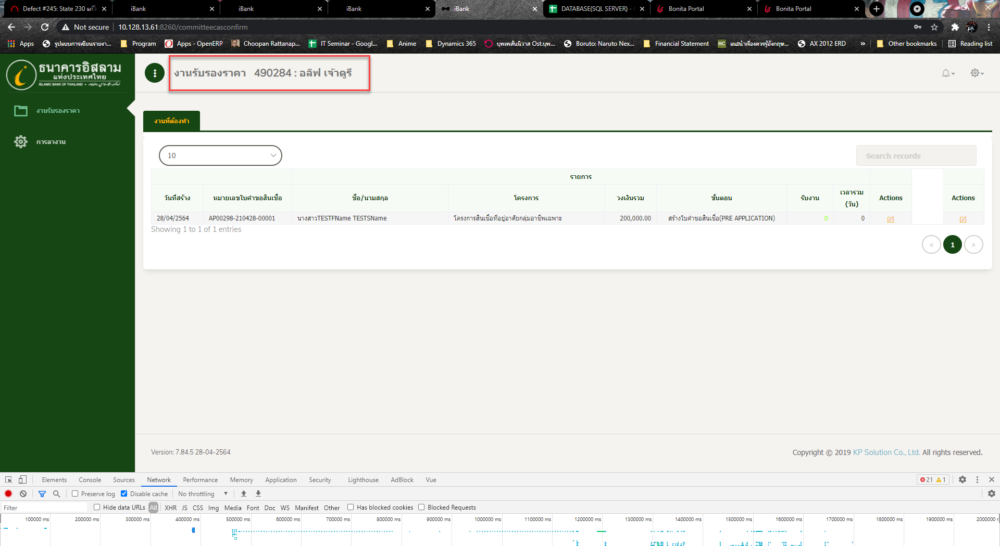 Defect #245: State 230 แก้ไ
iBank
iBank
iBank
iBank
DATABASE(SQL SERVER) -
Bonita Portal
Bonita Portal
Not secure
10.128.13.61:8260/committeecasconfirm
Apps
รูปแบบการเขียนรายงา...
Program
Apps - OpenERP
Choopan Rattanap...
IT Seminar - Googl...
Anime
Dynamics 365
บุพเพสันนิวาส Ost.บุพ...
Boruto: Naruto Nex...
Financial Statement
HC
แนะนำเรื่องควรรู้อังกฤษ...
AX 2012 ERD
»
Other bookmarks
Reading list
ธนาคารอิสลาม
แห่งประเทศไทย
ISLAMIC BANK OF THAILAND
งานรับรองราคา 490284 : อลิฟ เจ้าดูรี
งานรับรองราคา
การลางาน
งานที่ต้องทำ
10
Search records
รายการ
วันที่สร้าง
หมายเลขใบคำขอสินเชื่อ
ชื่อ/นามสกุล
โครงการ
วงเงินรวม
ขั้นตอน
รับงาน
เวลารวม
(วัน)
Actions
Actions
28/04/2564
AP00298-210428-00001
นางสาวTESTFName TESTSName
โครงการสินเชื่อที่อยู่อาศัยกลุ่มอาชีพเฉพาะ
200,000.00
สร้างใบคำขอสินเชื่อ(PRE APPLICATION)
0
0
Showing 1 to 1 of 1 entries
«
1
»
Version: 7.84.5 28-04-2564
Copyright © 2019 KP Solution Co., Ltd. All rights reserved.
Elements
Console
Sources
Network
Performance
Memory
Application
Security
Lighthouse
AdBlock
Vue
21
1
Preserve log
Disable cache
No throttling
Filter
Hide data URLs
All
XHR
JS
CSS
Img
Media
Font
Doc
WS
Manifest
Other
Has blocked cookies
Blocked Requests
100000 ms
200000 ms
300000 ms
400000 ms
500000 ms
600000 ms
700000 ms
800000 ms
900000 ms
1000000 ms
1100000 ms
1200000 ms
1300000 ms
1400000 ms
1500000 ms
1600000 ms
1700000 ms
1800000 ms
1900000 ms
2000000 r